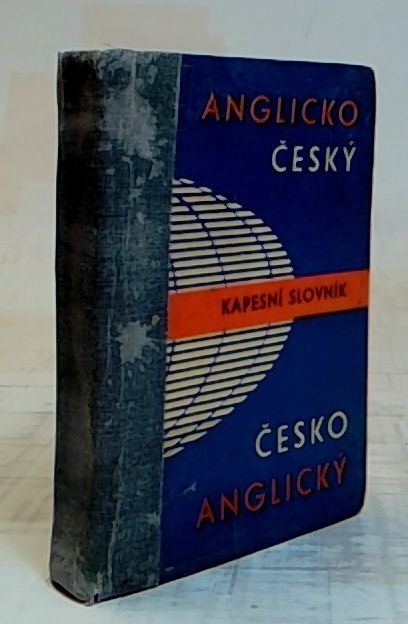 ANGLICKO
ČESKÝ
KAPESNÍ SLOVNÍK
ČESKO
ANGLICKÝ